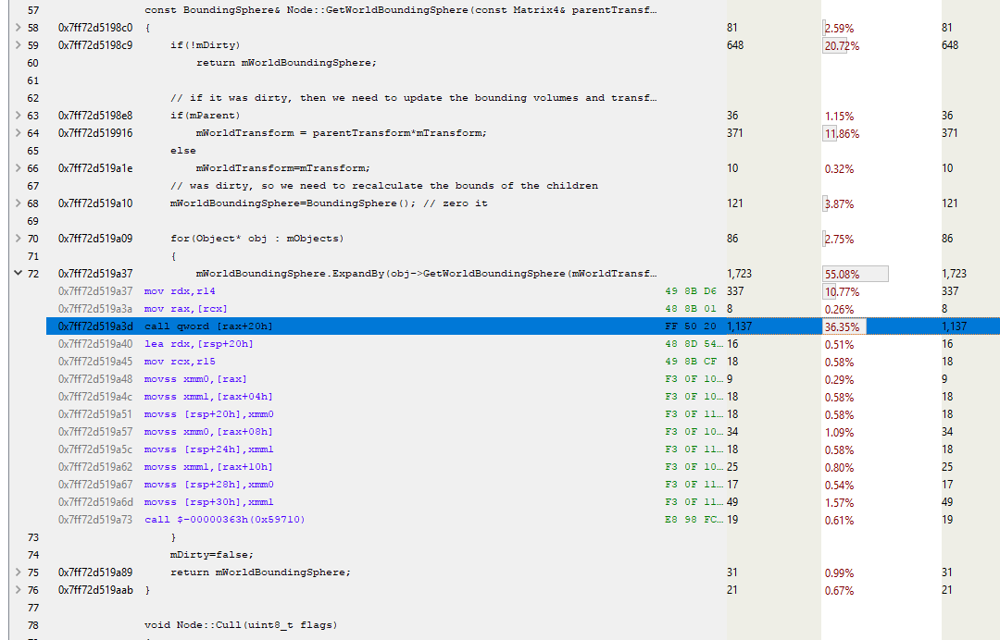 57 const BoundingSphere& Node::GetWorldBoundingSphere(const Matrix4& parentTransf…
58 0x7ff72d5198c0 { 81 2.59% 81
59 0x7ff72d5198c9 if(!mDirty) 648 20.72% 648
60 return mWorldBoundingSphere;
61
62 // if it was dirty, then we need to update the bounding volumes and transf…
63 0x7ff72d5198e8 if(mParent) 36 1.15% 36
64 0x7ff72d519916 mWorldTransform = parentTransform*mTransform; 371 11.86% 371
65 else
66 0x7ff72d519a1e mWorldTransform=mTransform; 10 0.32% 10
67 // was dirty, so we need to recalculate the bounds of the children
68 0x7ff72d519a10 mWorldBoundingSphere=BoundingSphere(); // zero it 121 3.87% 121
69
70 0x7ff72d519a09 for(Object* obj : mObjects) 86 2.75% 86
71 {
72 0x7ff72d519a37 mWorldBoundingSphere.ExpandBy(obj->GetWorldBoundingSphere(mWorldTransf… 1,723 55.08% 1,723
0x7ff72d519a37 mov rdx,r14 49 8B D6 337 10.77% 337
0x7ff72d519a3a mov rax,[rcx] 48 8B 01 8 0.26% 8
0x7ff72d519a3d call qword [rax+20h] FF 50 20 1,137 36.35% 1,137
0x7ff72d519a40 lea rdx,[rsp+20h] 48 8D 54… 16 0.51% 16
0x7ff72d519a45 mov rcx,r15 49 8B CF 18 0.58% 18
0x7ff72d519a48 movss xmm0,[rax] F3 0F 10… 9 0.29% 9
0x7ff72d519a4c movss xmm1,[rax+04h] F3 0F 10… 18 0.58% 18
0x7ff72d519a51 movss [rsp+20h],xmm0 F3 0F 11… 18 0.58% 18
0x7ff72d519a57 movss xmm0,[rax+08h] F3 0F 10… 34 1.09% 34
0x7ff72d519a5c movss [rsp+24h],xmm1 F3 0F 11… 18 0.58% 18
0x7ff72d519a62 movss xmm1,[rax+10h] F3 0F 10… 25 0.80% 25
0x7ff72d519a67 movss [rsp+28h],xmm0 F3 0F 11… 17 0.54% 17
0x7ff72d519a6d movss [rsp+30h],xmm1 F3 0F 11… 49 1.57% 49
0x7ff72d519a73 call $-00000363h(0x59710) E8 98 FC… 19 0.61% 19
73 }
74 mDirty=false;
75 0x7ff72d519a89 return mWorldBoundingSphere; 31 0.99% 31
76 0x7ff72d519aab } 21 0.67% 21
77
78 void Node::Cull(uint8_t flags)